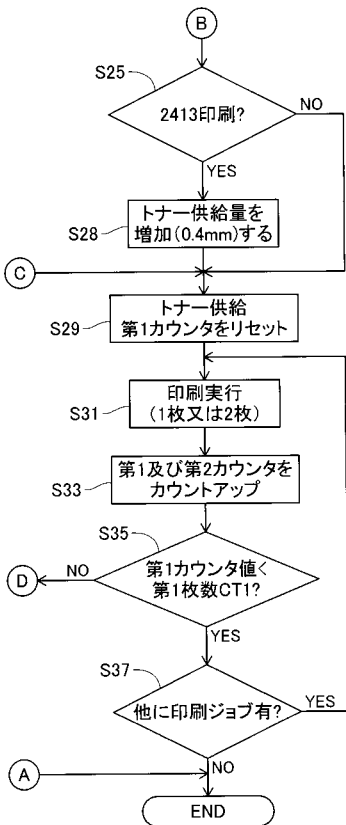 B
S25
2413印刷?
NO
YES
トナー供給量を
増加(0.4mm)する
S28
C
トナー供給
第1カウンタをリセット
S29
印刷実行
(1枚又は2枚)
S31
第1及び第2カウンタを
カウントアップ
S33
S35
第1カウンタ値<
第1枚数CT1?
NO
D
YES
S37
他に印刷ジョブ有?
YES
NO
A
END